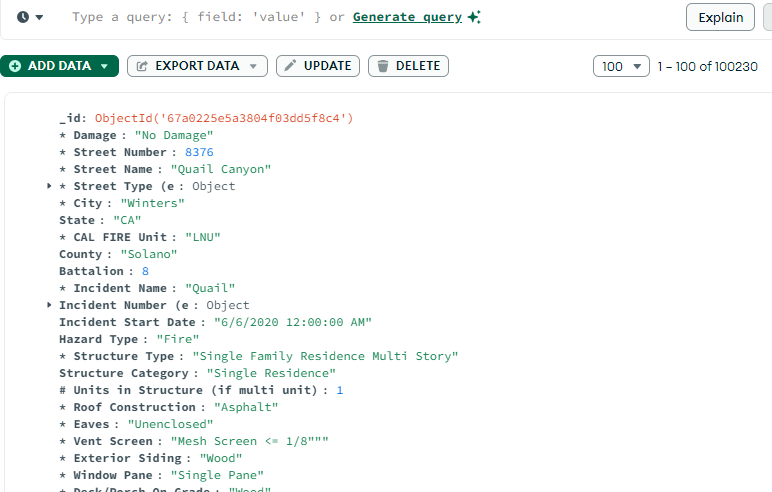 Type a query: { field: 'value' } or Generate query
Explain
ADD DATA
EXPORT DATA
UPDATE
DELETE
100
1 – 100 of 100230
_id: ObjectId('67a0225e5a3804f03dd5f8c4')
* Damage : "No Damage"
* Street Number : 8376
* Street Name : "Quail Canyon"
* Street Type (e : Object
* City : "Winters"
State : "CA"
* CAL FIRE Unit : "LNU"
County : "Solano"
Battalion : 8
* Incident Name : "Quail"
Incident Number (e : Object
Incident Start Date : "6/6/2020 12:00:00 AM"
Hazard Type : "Fire"
* Structure Type : "Single Family Residence Multi Story"
Structure Category : "Single Residence"
# Units in Structure (if multi unit) : 1
* Roof Construction : "Asphalt"
* Eaves : "Unenclosed"
* Vent Screen : "Mesh Screen <= 1/8"""
* Exterior Siding : "Wood"
* Window Pane : "Single Pane"
* Deck/Porch On Grade : "Wood"